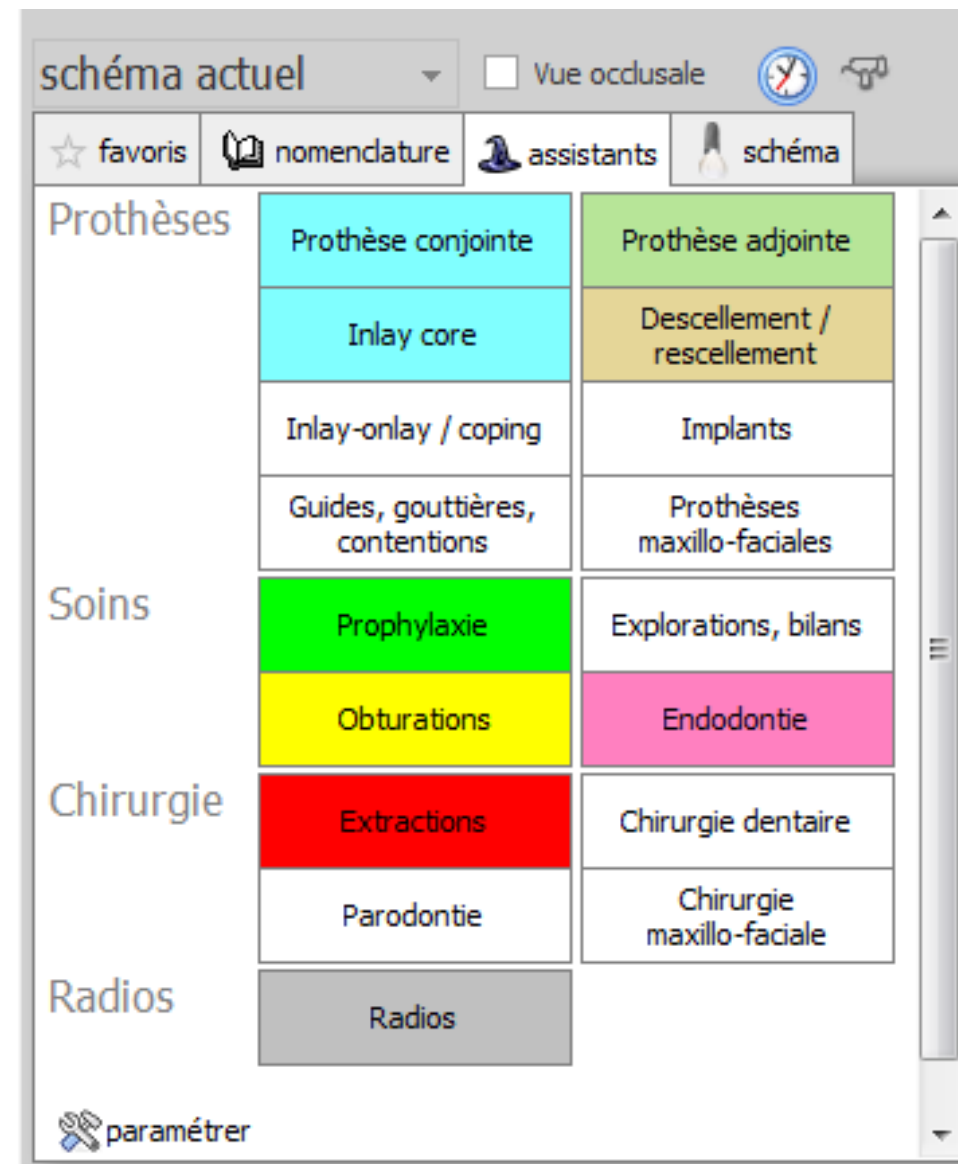 schéma actuel
Vue occlusale
favoris
nomenclature
assistants
schéma
Prothèses
Prothèse conjointe
Prothèse adjointe
Inlay core
Descellement /
rescellement
Inlay-onlay / coping
Implants
Guides, gouttières,
contentions
Prothèses
maxillo-faciales
Soins
Prophylaxie
Explorations, bilans
Obturations
Endodontie
Chirurgie
Extractions
Chirurgie dentaire
Parodontie
Chirurgie
maxillo-faciale
Radios
Radios
paramétrer